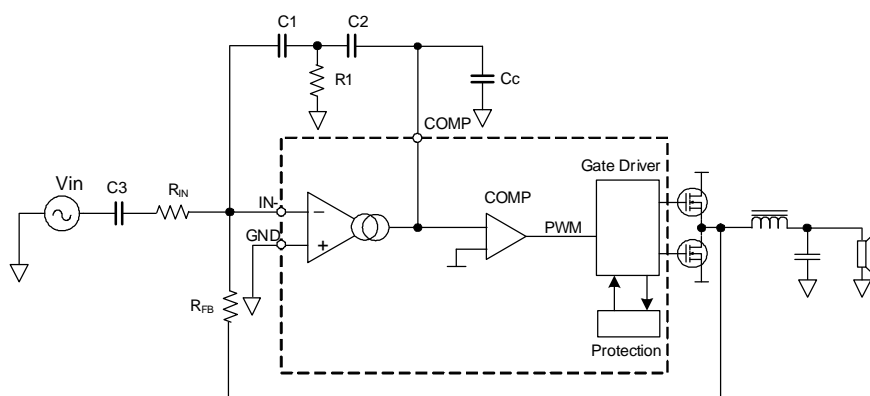 C1
C2
R1
Cc
COMP
Vin
C3
RIN
IN-
GND
RFB
COMP
PWM
Gate Driver
Protection